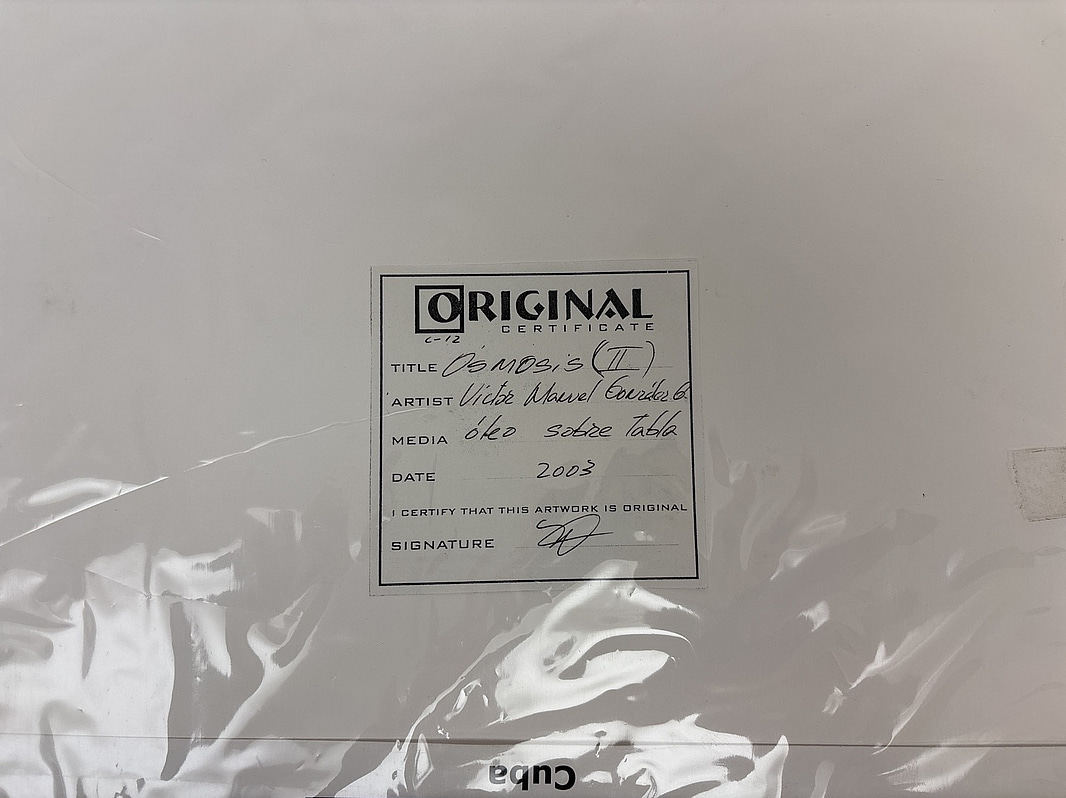 ORIGINAL
CERTIFICATE
C-12
TITLE Ósmosis (II)
ARTIST Víctor Manuel González G.
MEDIA óleo sobre Tabla
DATE 2003
I CERTIFY THAT THIS ARTWORK IS ORIGINAL
SIGNATURE
Cuba